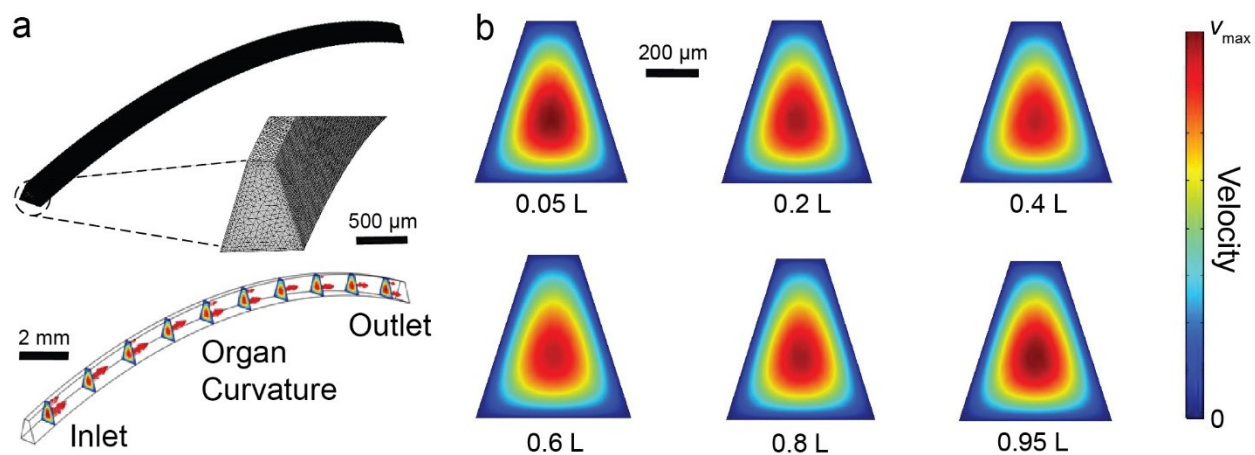 a
500 µm
2 mm
Organ
Curvature
Outlet
Inlet
b
200 µm
0.05 L
0.2 L
0.4 L
0.6 L
0.8 L
0.95 L
vmax
Velocity
0